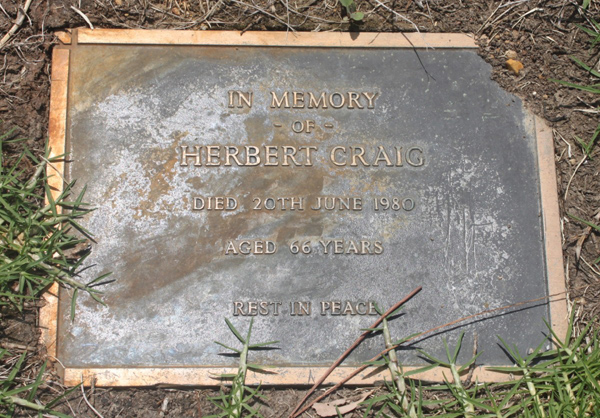 IN MEMORY
- OF -
HERBERT CRAIG
DIED 20TH JUNE 1980
AGED 66 YEARS
REST IN PEACE